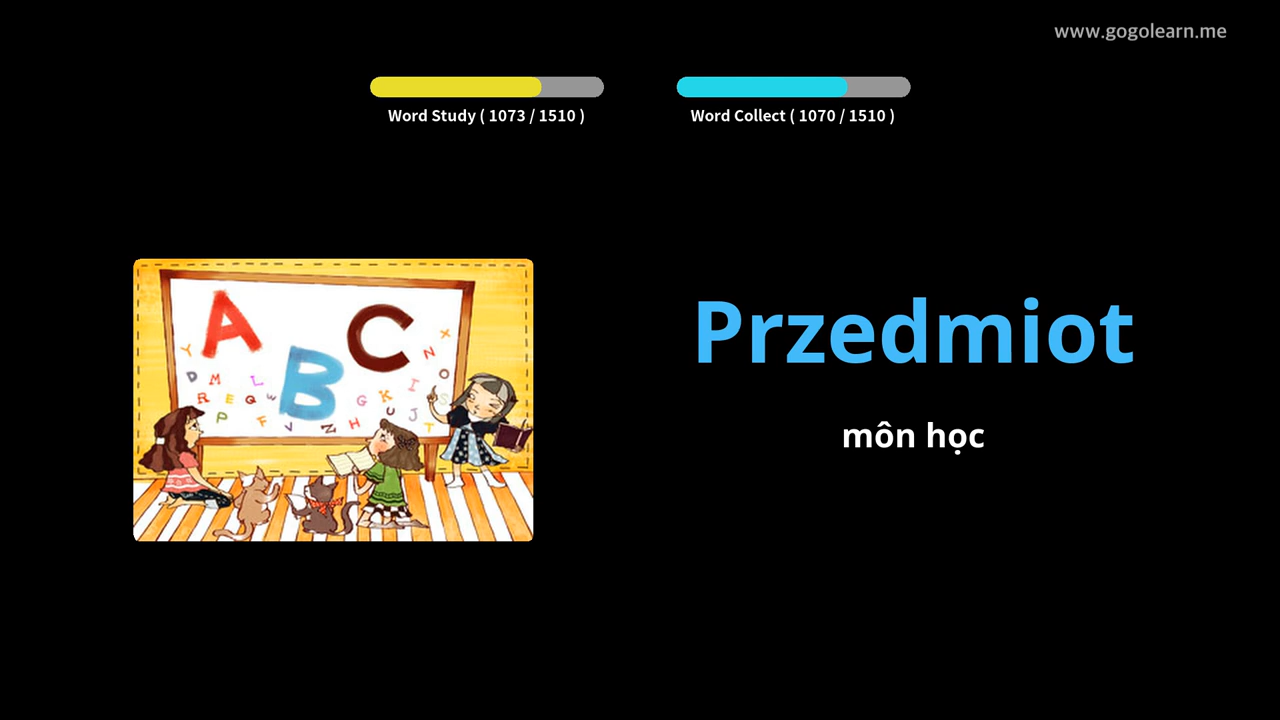 www.gogolearn.me
Word Study ( 1073 / 1510 )
Word Collect ( 1070 / 1510 )
A
B
C
Y
D
M
L
R
E
Q
W
P
F
V
Z
H
G
K
U
J
I
N
X
O
S
T
Przedmiot
môn học